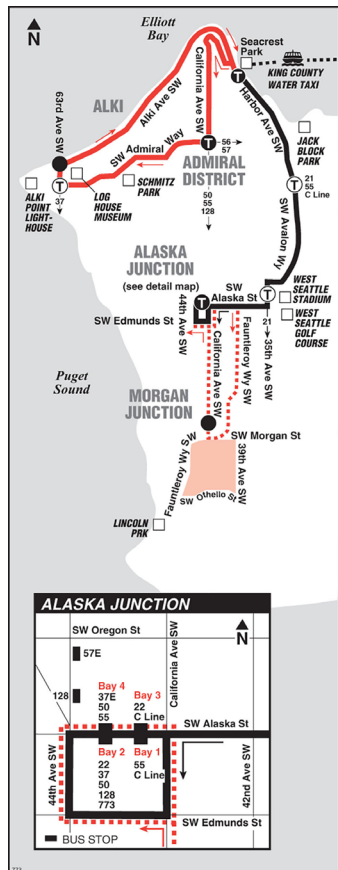 Elliott
Bay
N
Seacrest
Park
KING COUNTY
WATER TAXI
California Ave SW
Harbor Ave SW
63rd Ave SW
ALKI
Alki Ave SW
SW Admiral Way
T
T
56
57
ADMIRAL
DISTRICT
JACK
BLOCK
PARK
ALKI
POINT
LIGHT-
HOUSE
T
37
LOG
HOUSE
MUSEUM
SCHMITZ
PARK
50
55
128
T
21
55
C Line
SW Avalon Wy
ALASKA
JUNCTION
(see detail map)
44th Ave SW
T
SW
Alaska St
T
WEST
SEATTLE
STADIUM
WEST
SEATTLE
GOLF
COURSE
SW Edmunds St
21
California Ave SW
Fauntleroy Wy SW
35th Ave SW
Puget
Sound
MORGAN
JUNCTION
SW Morgan St
Fauntleroy Wy SW
39th Ave SW
SW Othello St
LINCOLN
PRK
ALASKA JUNCTION
SW Oregon St
California Ave SW
N
57E
128
Bay 4
37E
50
55
Bay 3
22
C Line
SW Alaska St
Bay 2
22
37
50
128
773
Bay 1
55
C Line
44th Ave SW
42nd Ave SW
SW Edmunds St
BUS STOP
773